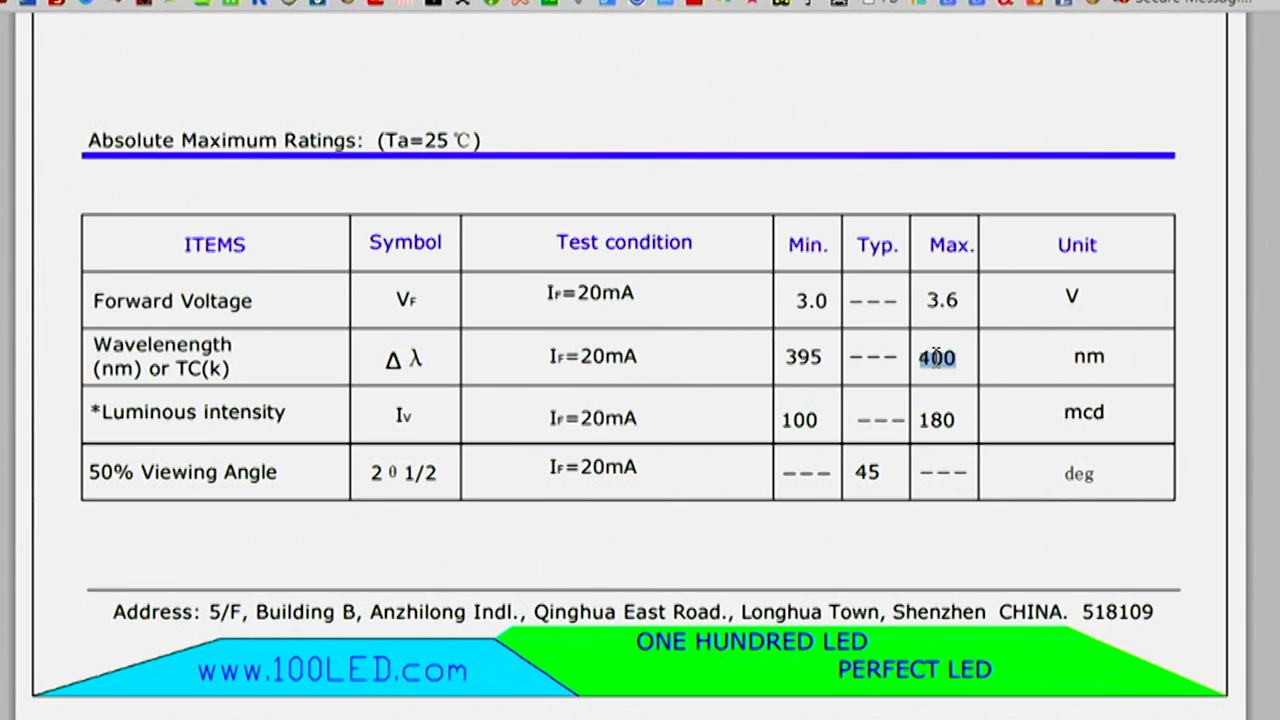 Absolute Maximum Ratings: (Ta=25℃)
ITEMS Symbol Test condition Min. Typ. Max. Unit
Forward Voltage VF IF=20mA 3.0 --- 3.6 V
Wavelenength
(nm) or TC(k) Δ λ IF=20mA 395 --- 400 nm
*Luminous intensity IV IF=20mA 100 --- 180 mcd
50% Viewing Angle 2 θ 1/2 IF=20mA --- 45 --- deg
Address: 5/F, Building B, Anzhilong Indl., Qinghua East Road., Longhua Town, Shenzhen CHINA. 518109
www.100LED.com
ONE HUNDRED LED
PERFECT LED